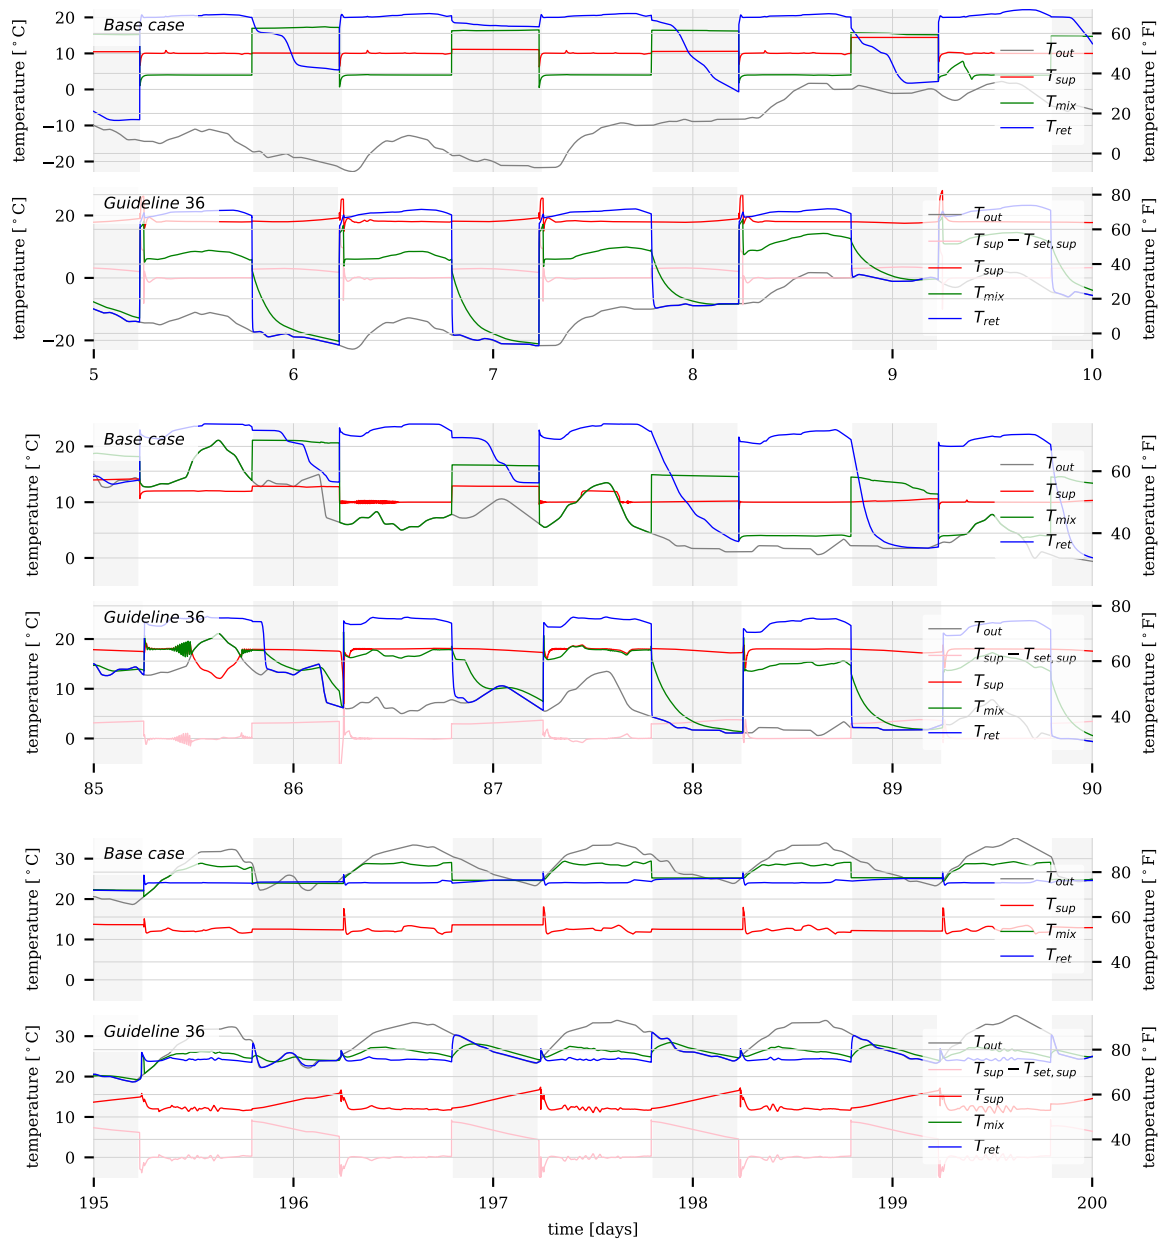 Base case
temperature [°C]
20
10
0
−10
−20
temperature [°F]
60
40
20
0
T_out
T_sup
T_mix
T_ret
Guideline 36
temperature [°C]
20
0
−20
temperature [°F]
80
60
40
20
0
T_out
T_sup − T_set,sup
T_sup
T_mix
T_ret
5 6 7 8 9 10
Base case
temperature [°C]
20
10
0
temperature [°F]
60
40
T_out
T_sup
T_mix
T_ret
Guideline 36
temperature [°C]
20
10
0
temperature [°F]
80
60
40
T_out
T_sup − T_set,sup
T_sup
T_mix
T_ret
85 86 87 88 89 90
Base case
temperature [°C]
30
20
10
0
temperature [°F]
80
60
40
T_out
T_sup
T_mix
T_ret
Guideline 36
temperature [°C]
30
20
10
0
temperature [°F]
80
60
40
T_out
T_sup − T_set,sup
T_sup
T_mix
T_ret
195 196 197 198 199 200
time [days]